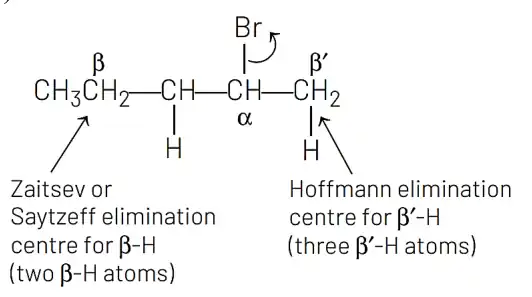 Br
β β′
CH₃CH₂—CH—CH—CH₂
α
H H
Zaitsev or
Saytzeff elimination
centre for β-H
(two β-H atoms)
Hoffmann elimination
centre for β′-H
(three β′-H atoms)